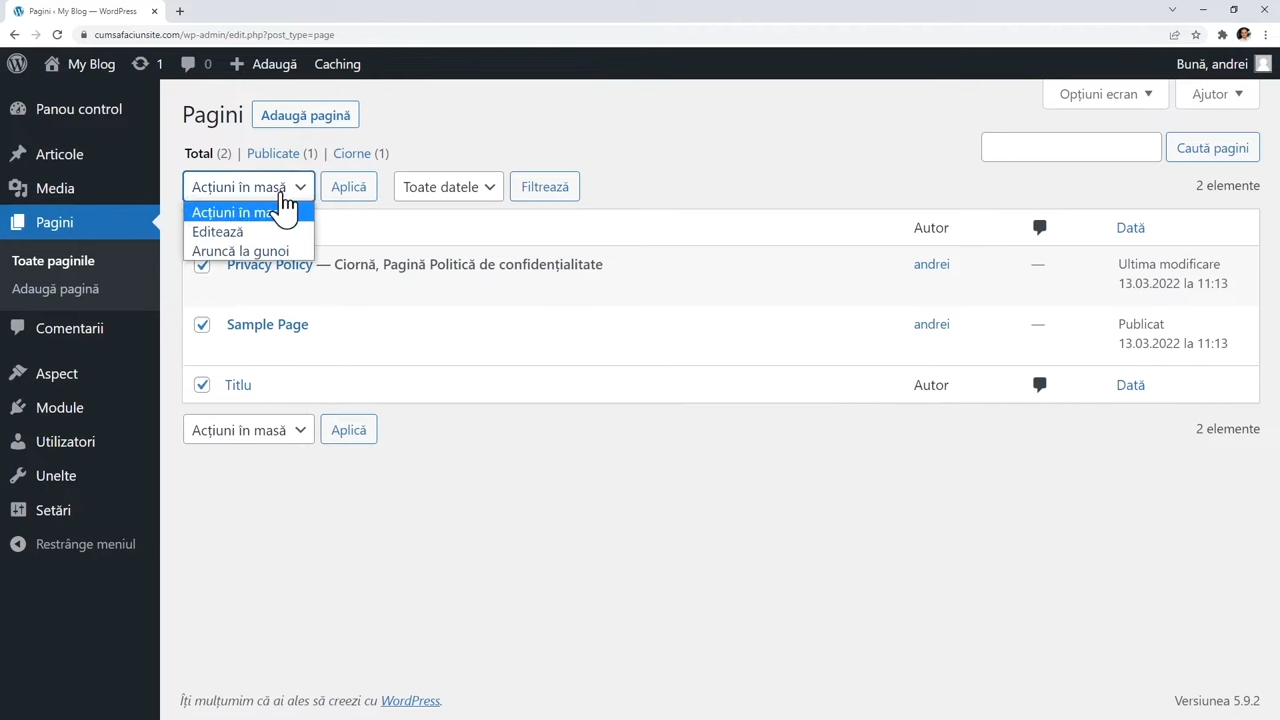 Pagini ‹ My Blog — WordPress
cumsafaciunsite.com/wp-admin/edit.php?post_type=page
My Blog 1 0 Adaugă Caching Bună, andrei
Opțiuni ecran Ajutor
Panou control
Articole
Media
Pagini
Toate paginile
Adaugă pagină
Comentarii
Aspect
Module
Utilizatori
Unelte
Setări
Restrânge meniul
Pagini Adaugă pagină
Total (2) | Publicate (1) | Ciorne (1)
Caută pagini
Acțiuni în masă Aplică Toate datele Filtrează 2 elemente
Acțiuni în
Editează
Aruncă la gunoi
Autor Dată
Privacy Policy — Ciornă, Pagină Politică de confidențialitate andrei — Ultima modificare
13.03.2022 la 11:13
Sample Page andrei — Publicat
13.03.2022 la 11:13
Titlu Autor Dată
Acțiuni în masă Aplică 2 elemente
Îți mulțumim că ai ales să creezi cu WordPress. Versiunea 5.9.2